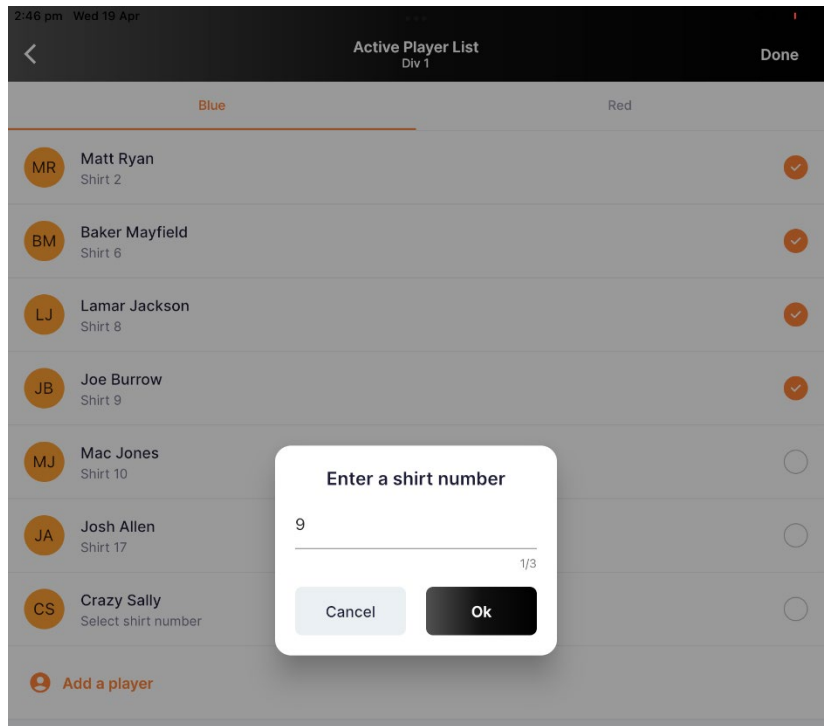 2:46 pm Wed 19 Apr
Active Player List
Div 1
Done
Blue
Red
MR
Matt Ryan
Shirt 2
BM
Baker Mayfield
Shirt 6
LJ
Lamar Jackson
Shirt 8
JB
Joe Burrow
Shirt 9
MJ
Mac Jones
Shirt 10
JA
Josh Allen
Shirt 17
CS
Crazy Sally
Select shirt number
Add a player
Enter a shirt number
9
1/3
Cancel
Ok